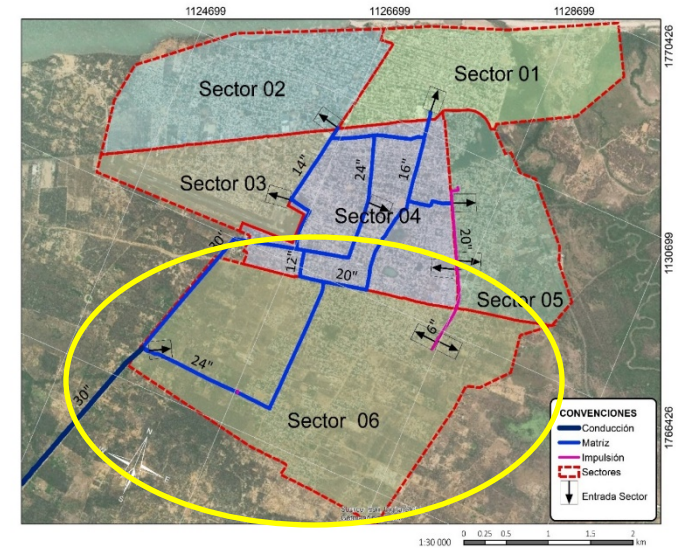 1124699
1126699
1128699
1770426
Sector 01
Sector 02
14"
24"
16"
Sector 03
Sector 04
20"
1130699
30"
12"
20"
Sector 05
6"
24"
30"
Sector 06
1766426
N
CONVENCIONES
Conducción
Matriz
Impulsión
Sectores
Entrada Sector
1:30 000
0 0.25 0.5 1 1.5 2
km